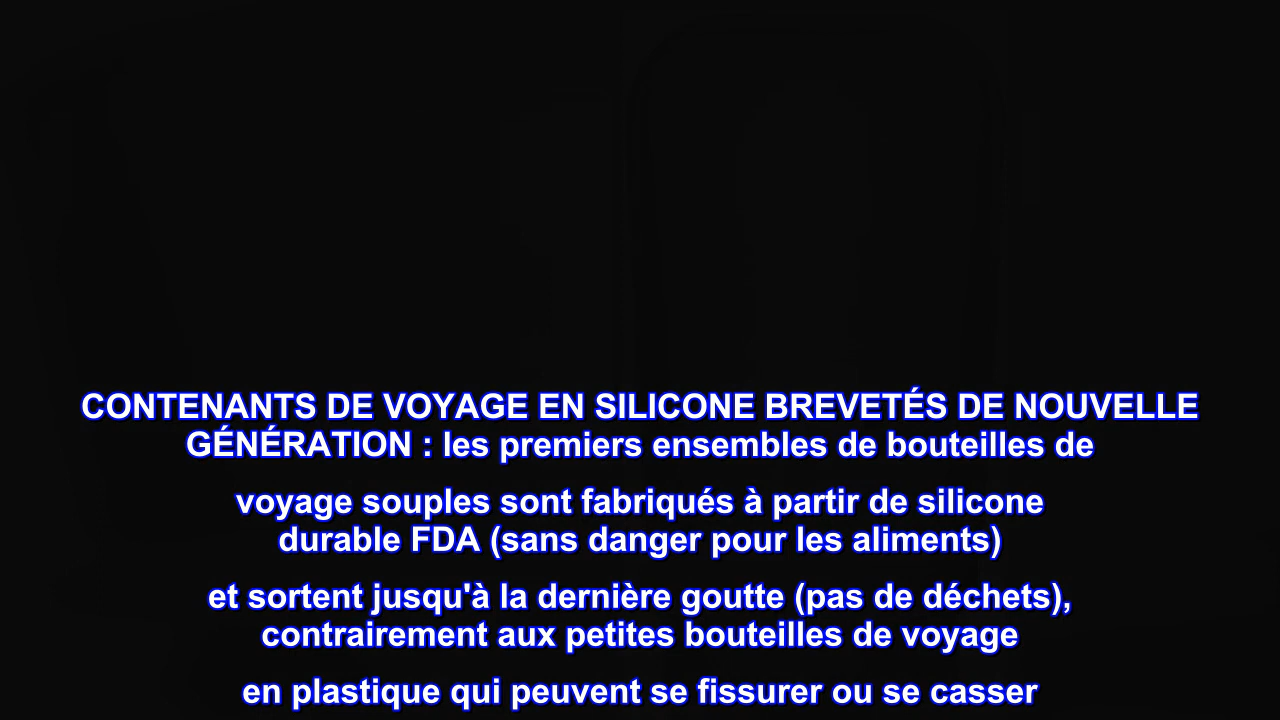 CONTENANTS DE VOYAGE EN SILICONE BREVETÉS DE NOUVELLE
GÉNÉRATION : les premiers ensembles de bouteilles de
voyage souples sont fabriqués à partir de silicone
durable FDA (sans danger pour les aliments)
et sortent jusqu'à la dernière goutte (pas de déchets),
contrairement aux petites bouteilles de voyage
en plastique qui peuvent se fissurer ou se casser